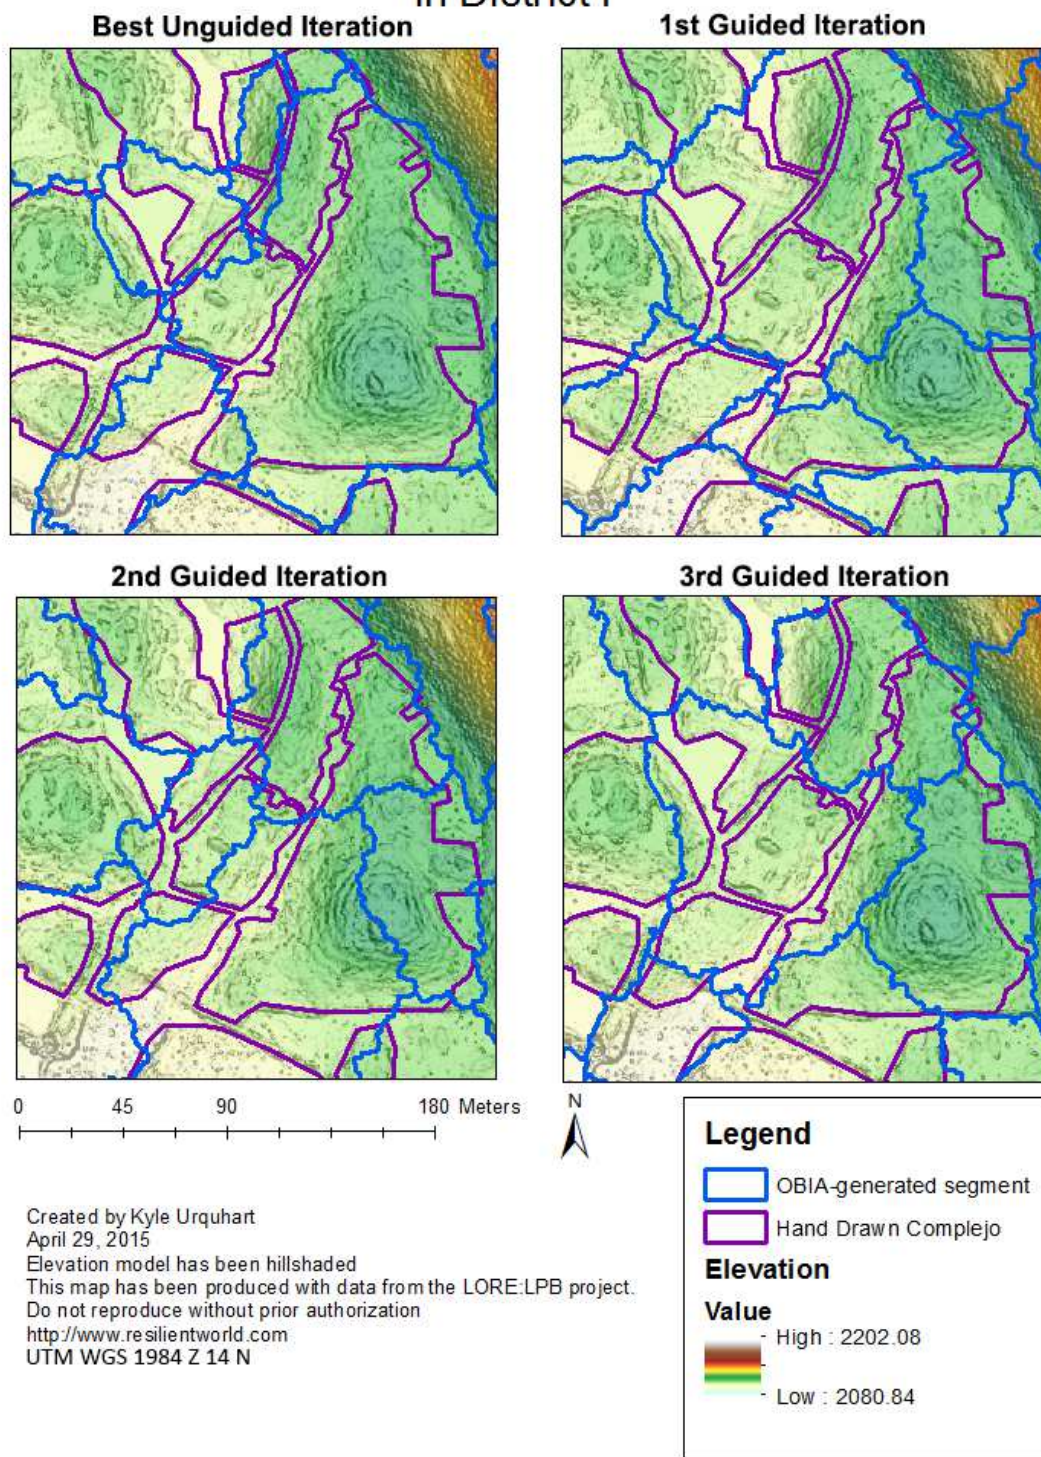 Best Unguided Iteration
1st Guided Iteration
2nd Guided Iteration
3rd Guided Iteration
0 45 90 180 Meters
N
Created by Kyle Urquhart
April 29, 2015
Elevation model has been hillshaded
This map has been produced with data from the LORE:LPB project.
Do not reproduce without prior authorization
http://www.resilientworld.com
UTM WGS 1984 Z 14 N
Legend
OBIA-generated segment
Hand Drawn Complejo
Elevation
Value
High : 2202.08
Low : 2080.84